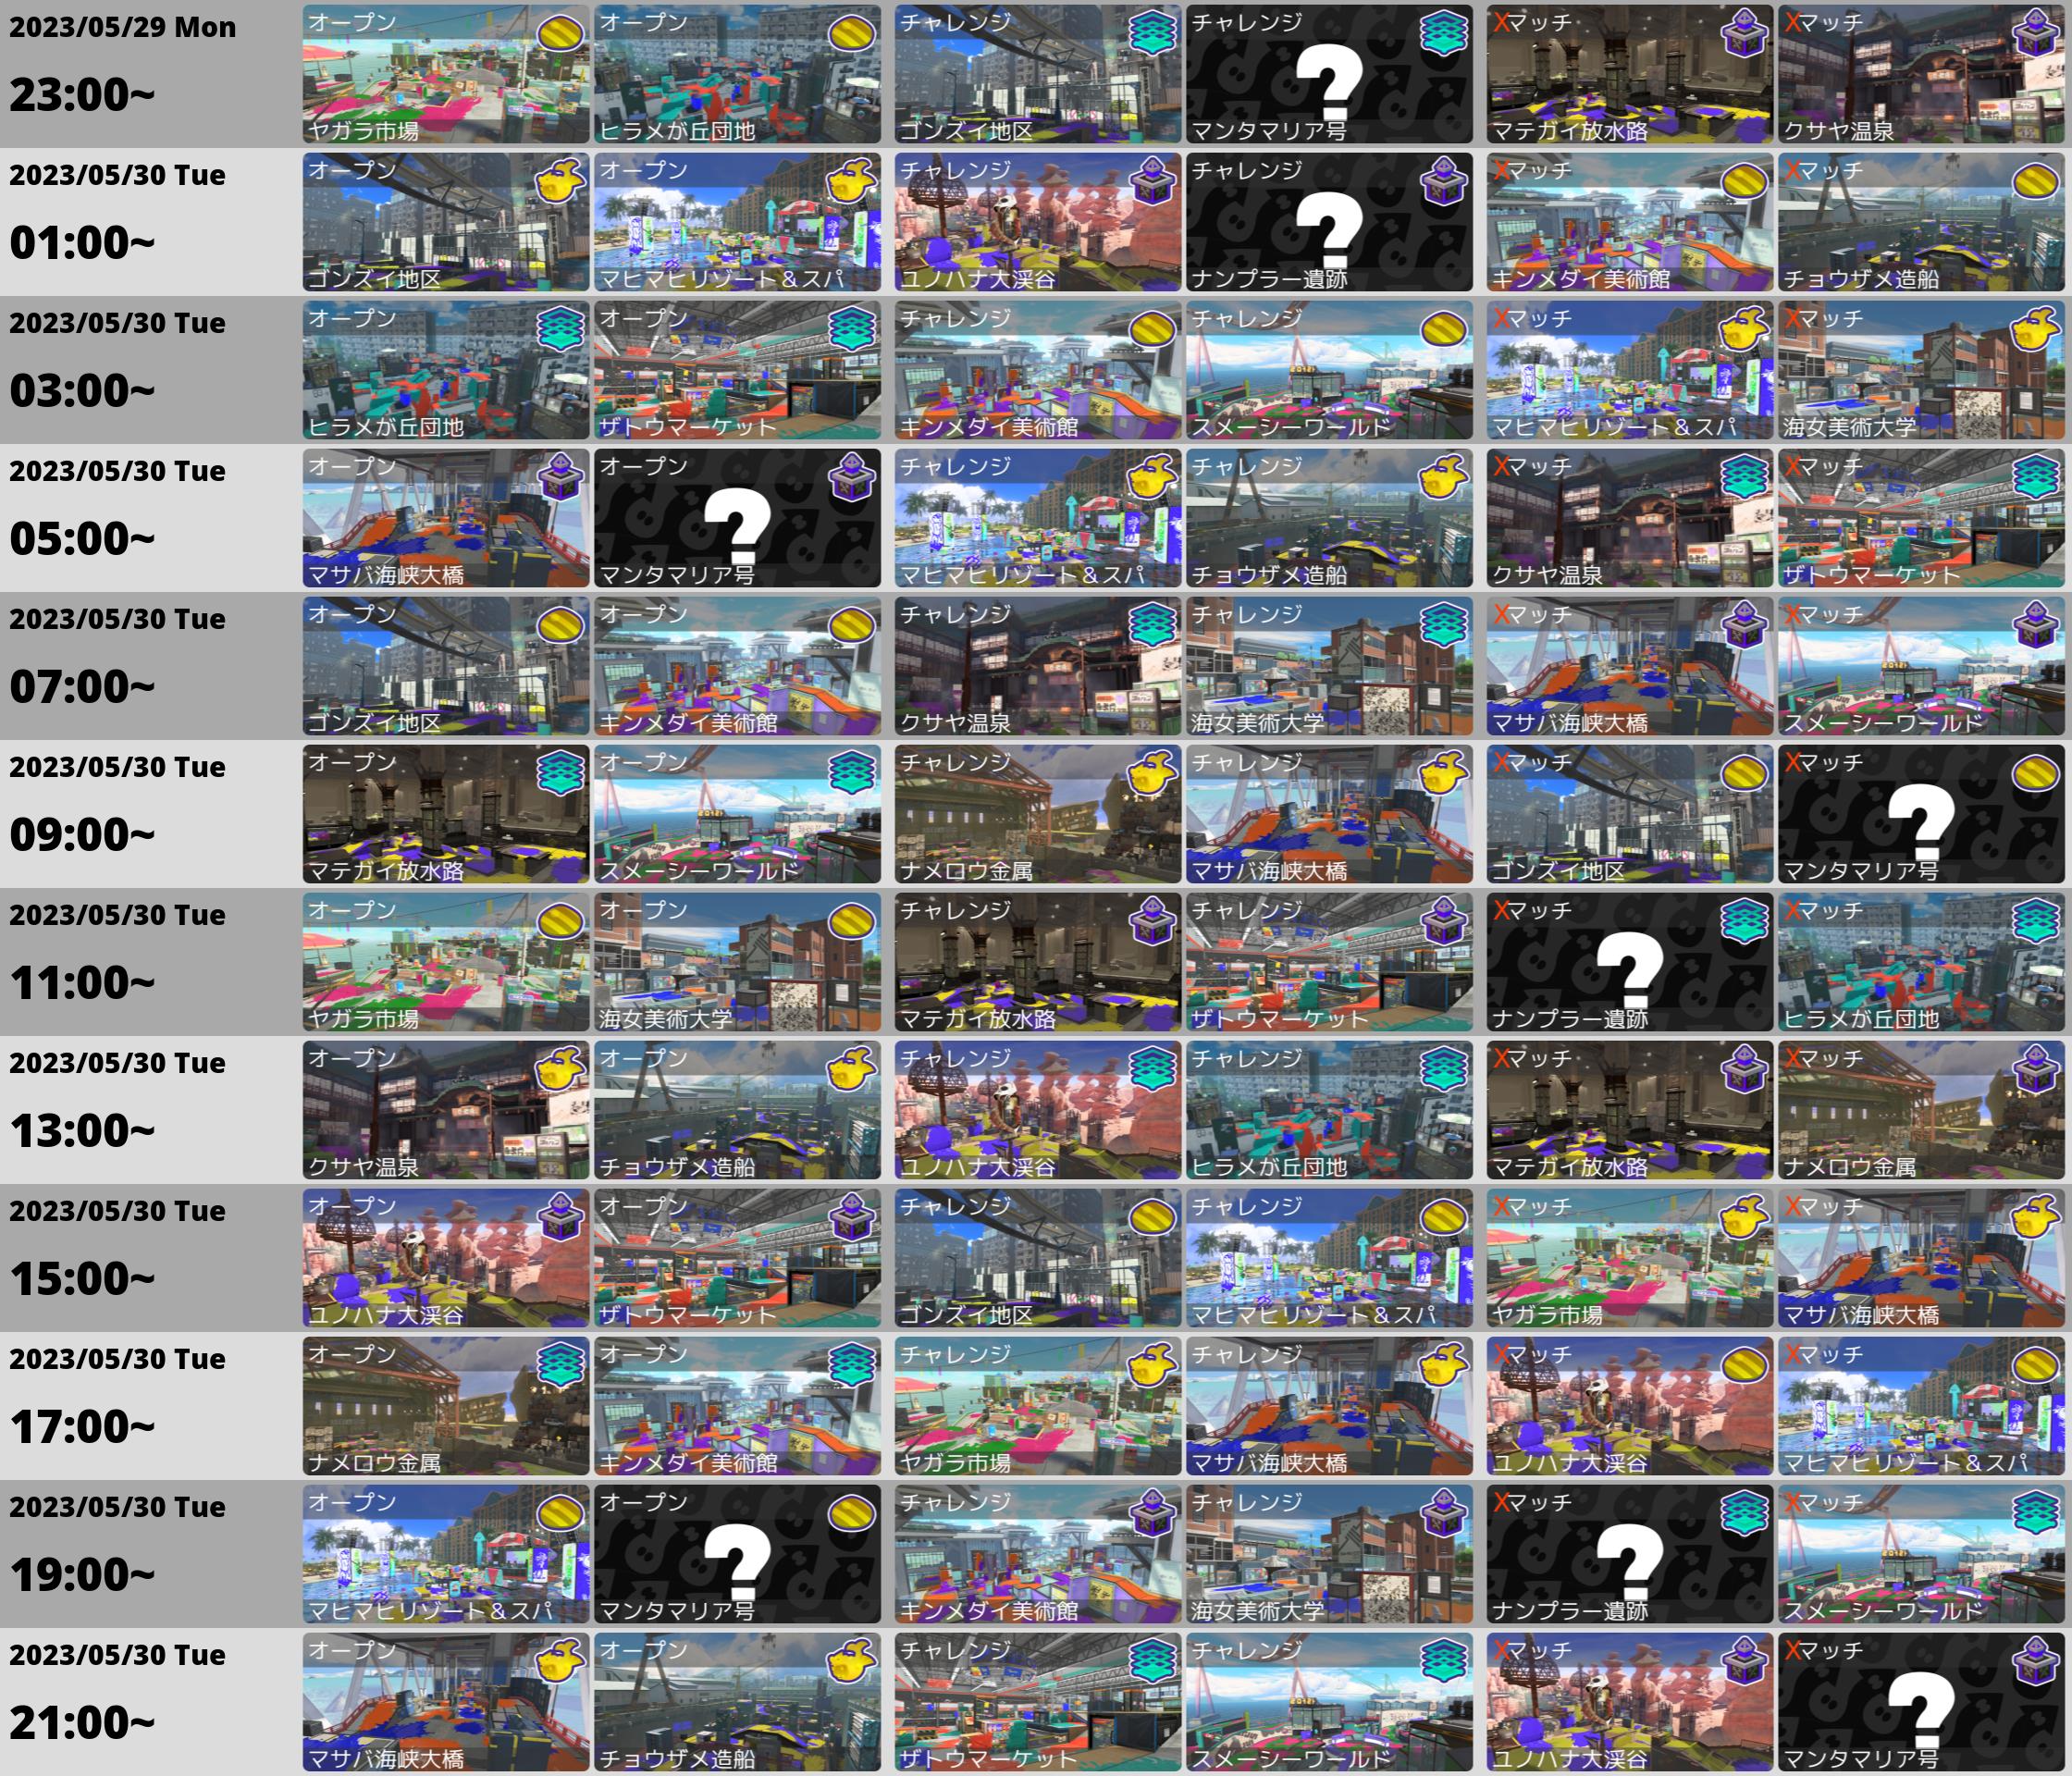 2023/05/29 Mon
23:00~
オープン
ヤガラ市場
オープン
ヒラメが丘団地
チャレンジ
ゴンズイ地区
チャレンジ
?
マンタマリア号
Xマッチ
マテガイ放水路
Xマッチ
クサヤ温泉
2023/05/30 Tue
01:00~
オープン
ゴンズイ地区
オープン
マヒマヒリゾート&スパ
チャレンジ
ユノハナ大渓谷
チャレンジ
?
ナンプラー遺跡
Xマッチ
キンメダイ美術館
Xマッチ
チョウザメ造船
2023/05/30 Tue
03:00~
オープン
ヒラメが丘団地
オープン
ザトウマーケット
チャレンジ
キンメダイ美術館
チャレンジ
スメーシーワールド
Xマッチ
マヒマヒリゾート&スパ
Xマッチ
海女美術大学
2023/05/30 Tue
05:00~
オープン
マサバ海峡大橋
オープン
?
マンタマリア号
チャレンジ
マヒマヒリゾート&スパ
チャレンジ
チョウザメ造船
Xマッチ
クサヤ温泉
Xマッチ
ザトウマーケット
2023/05/30 Tue
07:00~
オープン
ゴンズイ地区
オープン
キンメダイ美術館
チャレンジ
クサヤ温泉
チャレンジ
海女美術大学
Xマッチ
マサバ海峡大橋
Xマッチ
スメーシーワールド
2023/05/30 Tue
09:00~
オープン
マテガイ放水路
オープン
スメーシーワールド
チャレンジ
ナメロウ金属
チャレンジ
マサバ海峡大橋
Xマッチ
ゴンズイ地区
Xマッチ
?
マンタマリア号
2023/05/30 Tue
11:00~
オープン
ヤガラ市場
オープン
海女美術大学
チャレンジ
マテガイ放水路
チャレンジ
ザトウマーケット
Xマッチ
?
ナンプラー遺跡
Xマッチ
ヒラメが丘団地
2023/05/30 Tue
13:00~
オープン
クサヤ温泉
オープン
チョウザメ造船
チャレンジ
ユノハナ大渓谷
チャレンジ
ヒラメが丘団地
Xマッチ
マテガイ放水路
Xマッチ
ナメロウ金属
2023/05/30 Tue
15:00~
オープン
ユノハナ大渓谷
オープン
ザトウマーケット
チャレンジ
ゴンズイ地区
チャレンジ
マヒマヒリゾート&スパ
Xマッチ
ヤガラ市場
Xマッチ
マサバ海峡大橋
2023/05/30 Tue
17:00~
オープン
ナメロウ金属
オープン
キンメダイ美術館
チャレンジ
ヤガラ市場
チャレンジ
マサバ海峡大橋
Xマッチ
ユノハナ大渓谷
Xマッチ
マヒマヒリゾート&スパ
2023/05/30 Tue
19:00~
オープン
マヒマヒリゾート&スパ
オープン
?
マンタマリア号
チャレンジ
キンメダイ美術館
チャレンジ
海女美術大学
Xマッチ
?
ナンプラー遺跡
Xマッチ
スメーシーワールド
2023/05/30 Tue
21:00~
オープン
マサバ海峡大橋
オープン
チョウザメ造船
チャレンジ
ザトウマーケット
チャレンジ
スメーシーワールド
Xマッチ
ユノハナ大渓谷
Xマッチ
?
マンタマリア号